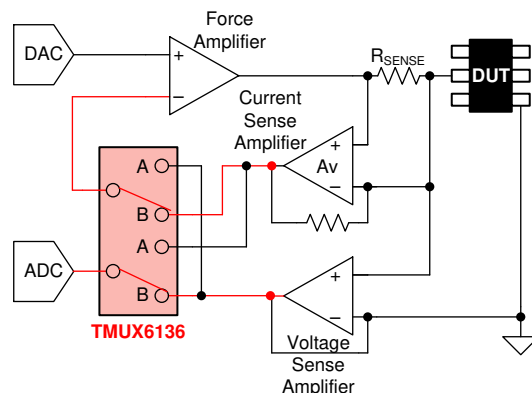 Force
Amplifier
DAC
+
−
RSENSE
DUT
Current
Sense
Amplifier
+
Av
−
A
B
A
B
ADC
TMUX6136
+
−
Voltage
Sense
Amplifier